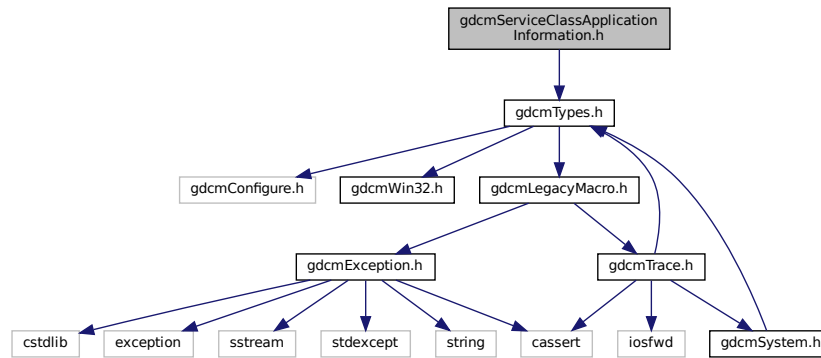 gdcmServiceClassApplication
Information.h
gdcmTypes.h
gdcmConfigure.h
gdcmWin32.h
gdcmLegacyMacro.h
gdcmException.h
gdcmTrace.h
cstdlib
exception
sstream
stdexcept
string
cassert
iosfwd
gdcmSystem.h